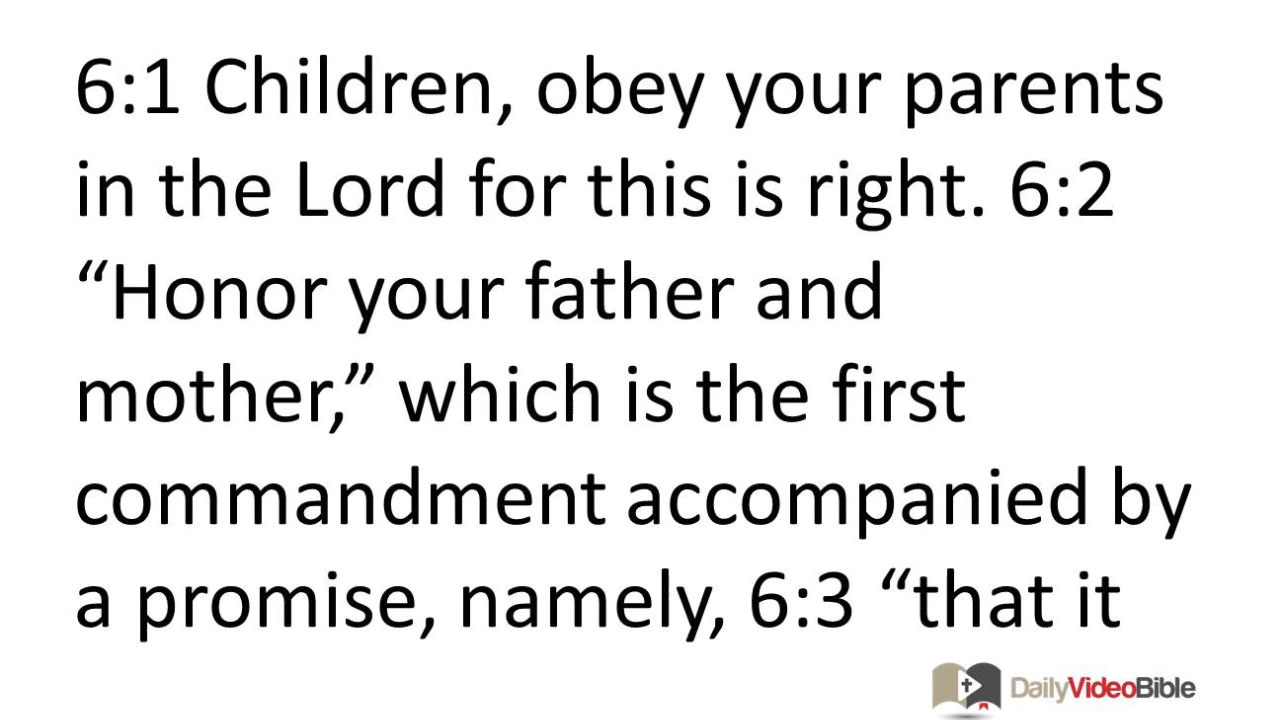 6:1 Children, obey your parents
in the Lord for this is right. 6:2
“Honor your father and
mother,” which is the first
commandment accompanied by
a promise, namely, 6:3 “that it
DailyVideoBible